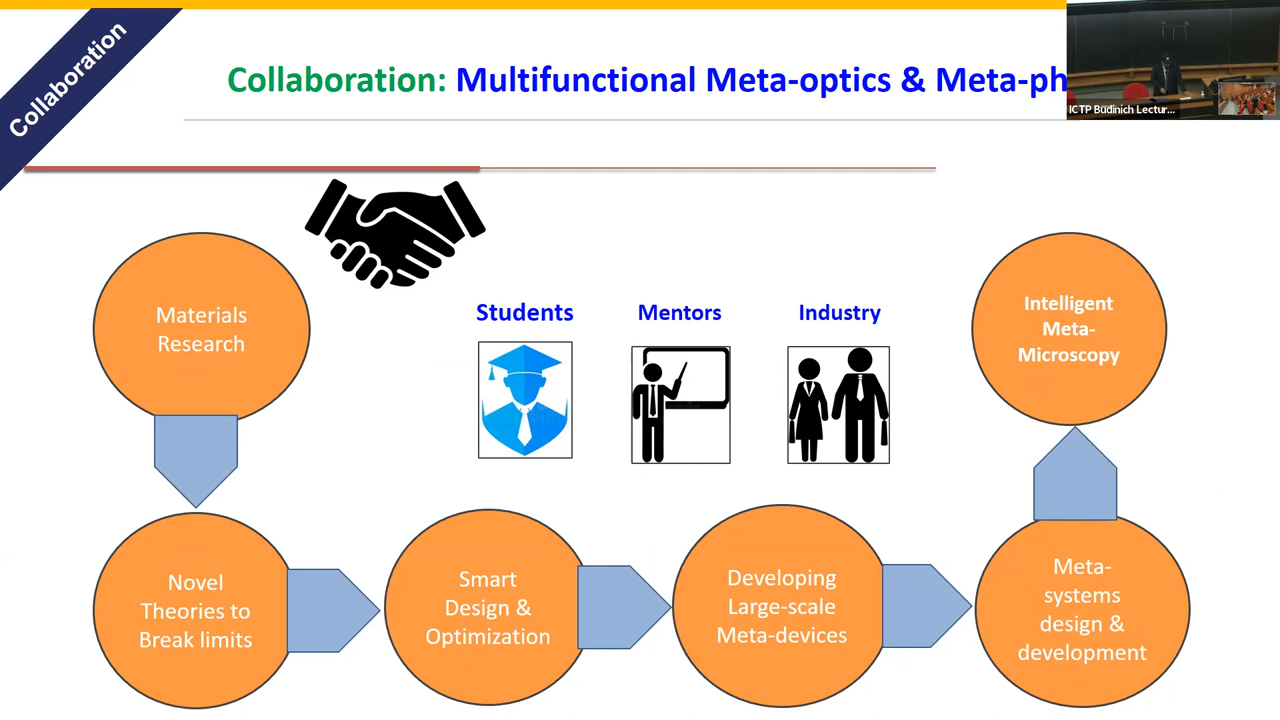 Collaboration
Collaboration: Multifunctional Meta-optics & Meta-ph
ICTP Budinich Lectur...
Students
Mentors
Industry
Materials
Research
Intelligent
Meta-
Microscopy
Novel
Theories to
Break limits
Smart
Design &
Optimization
Developing
Large-scale
Meta-devices
Meta-
systems
design &
development